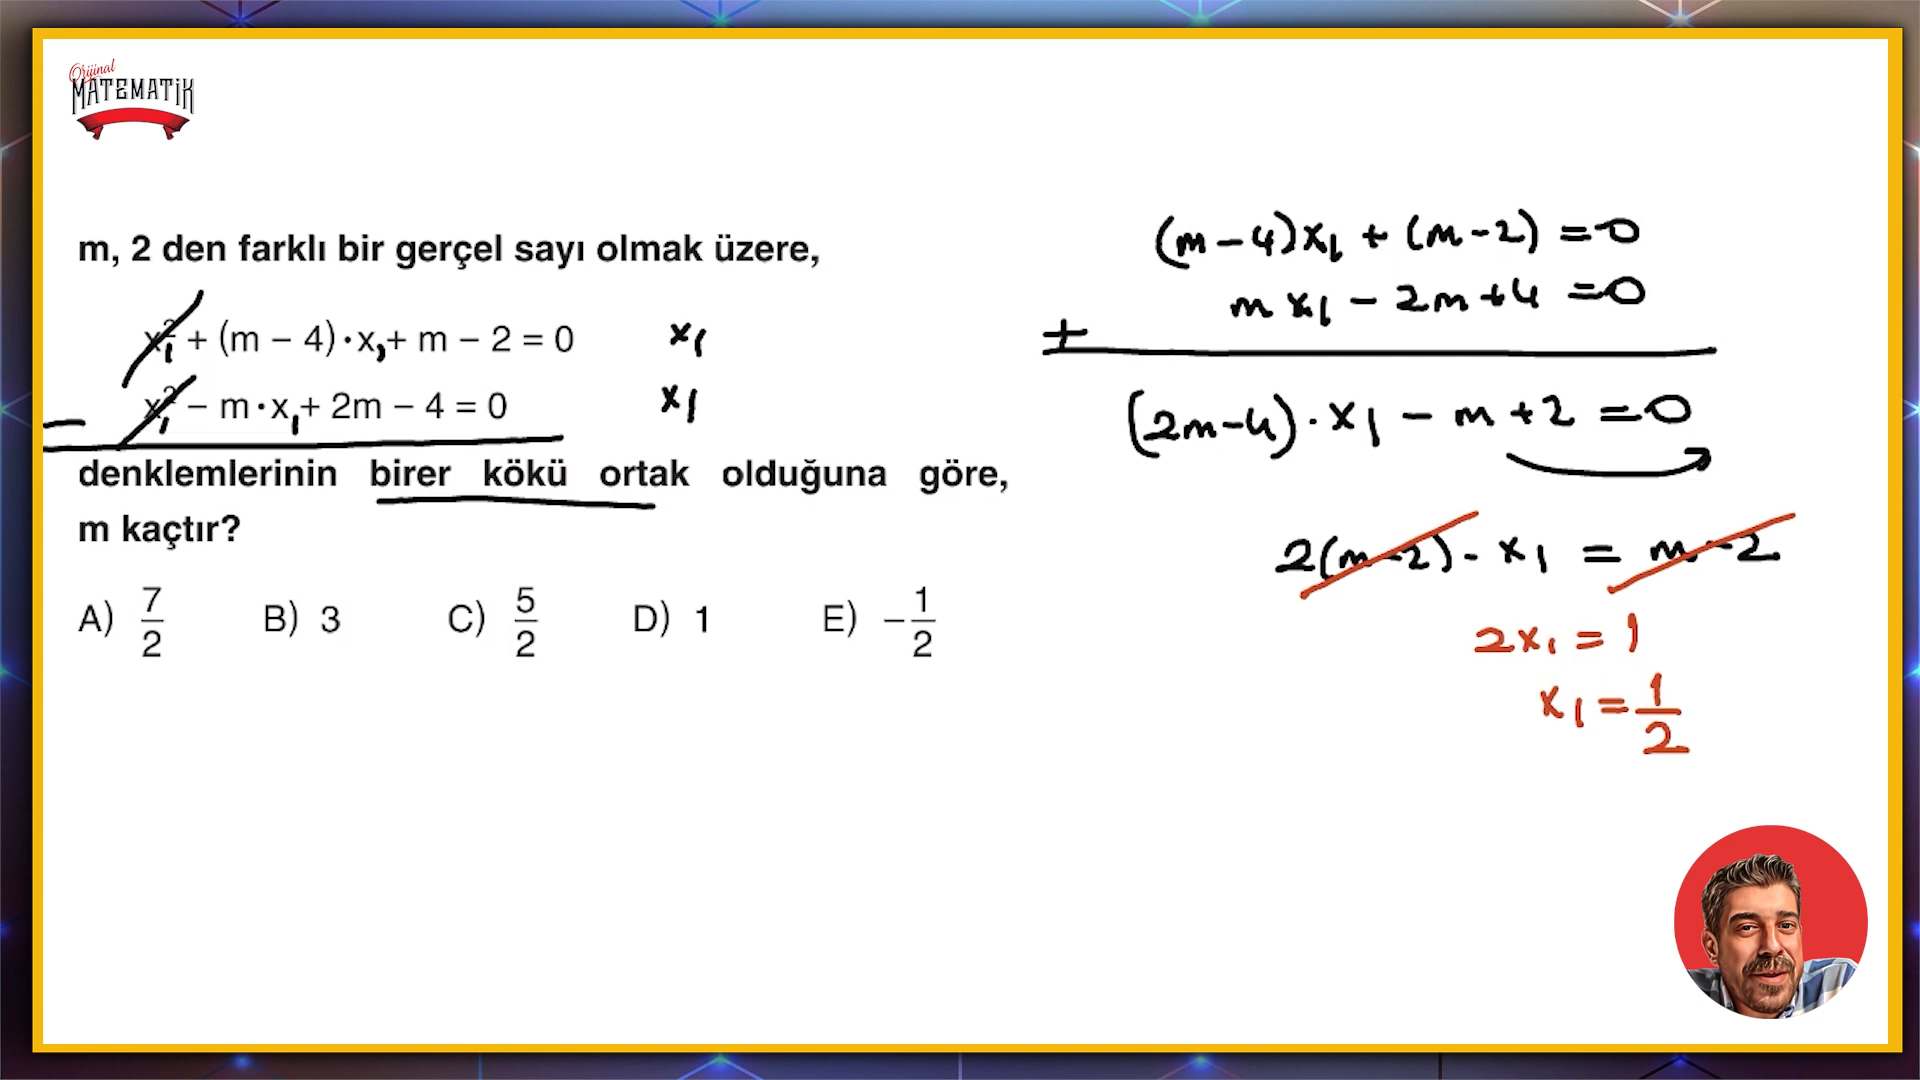 Orijinal
MATEMATİK
m, 2 den farklı bir gerçel sayı olmak üzere,
x₁² + (m − 4)·x₁ + m − 2 = 0 x₁
x₁² − m·x₁ + 2m − 4 = 0 x₁
−
denklemlerinin birer kökü ortak olduğuna göre,
m kaçtır?
A) 7/2 B) 3 C) 5/2 D) 1 E) −1/2
(m−4)x₁ + (m−2) = 0
mx₁ − 2m+4 = 0
+
(2m−4)·x₁ − m+2 = 0
2(m−2)·x₁ = m−2
2x₁ = 1
x₁ = 1/2